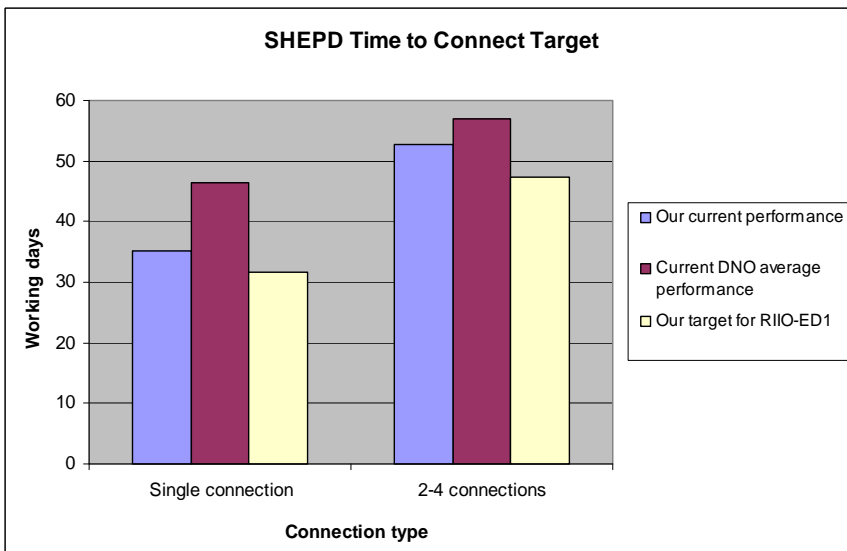 SHEPD Time to Connect Target
60
50
40
30
20
10
0
Working days
Single connection
2-4 connections
Connection type
Our current performance
Current DNO average
performance
Our target for RIIO-ED1